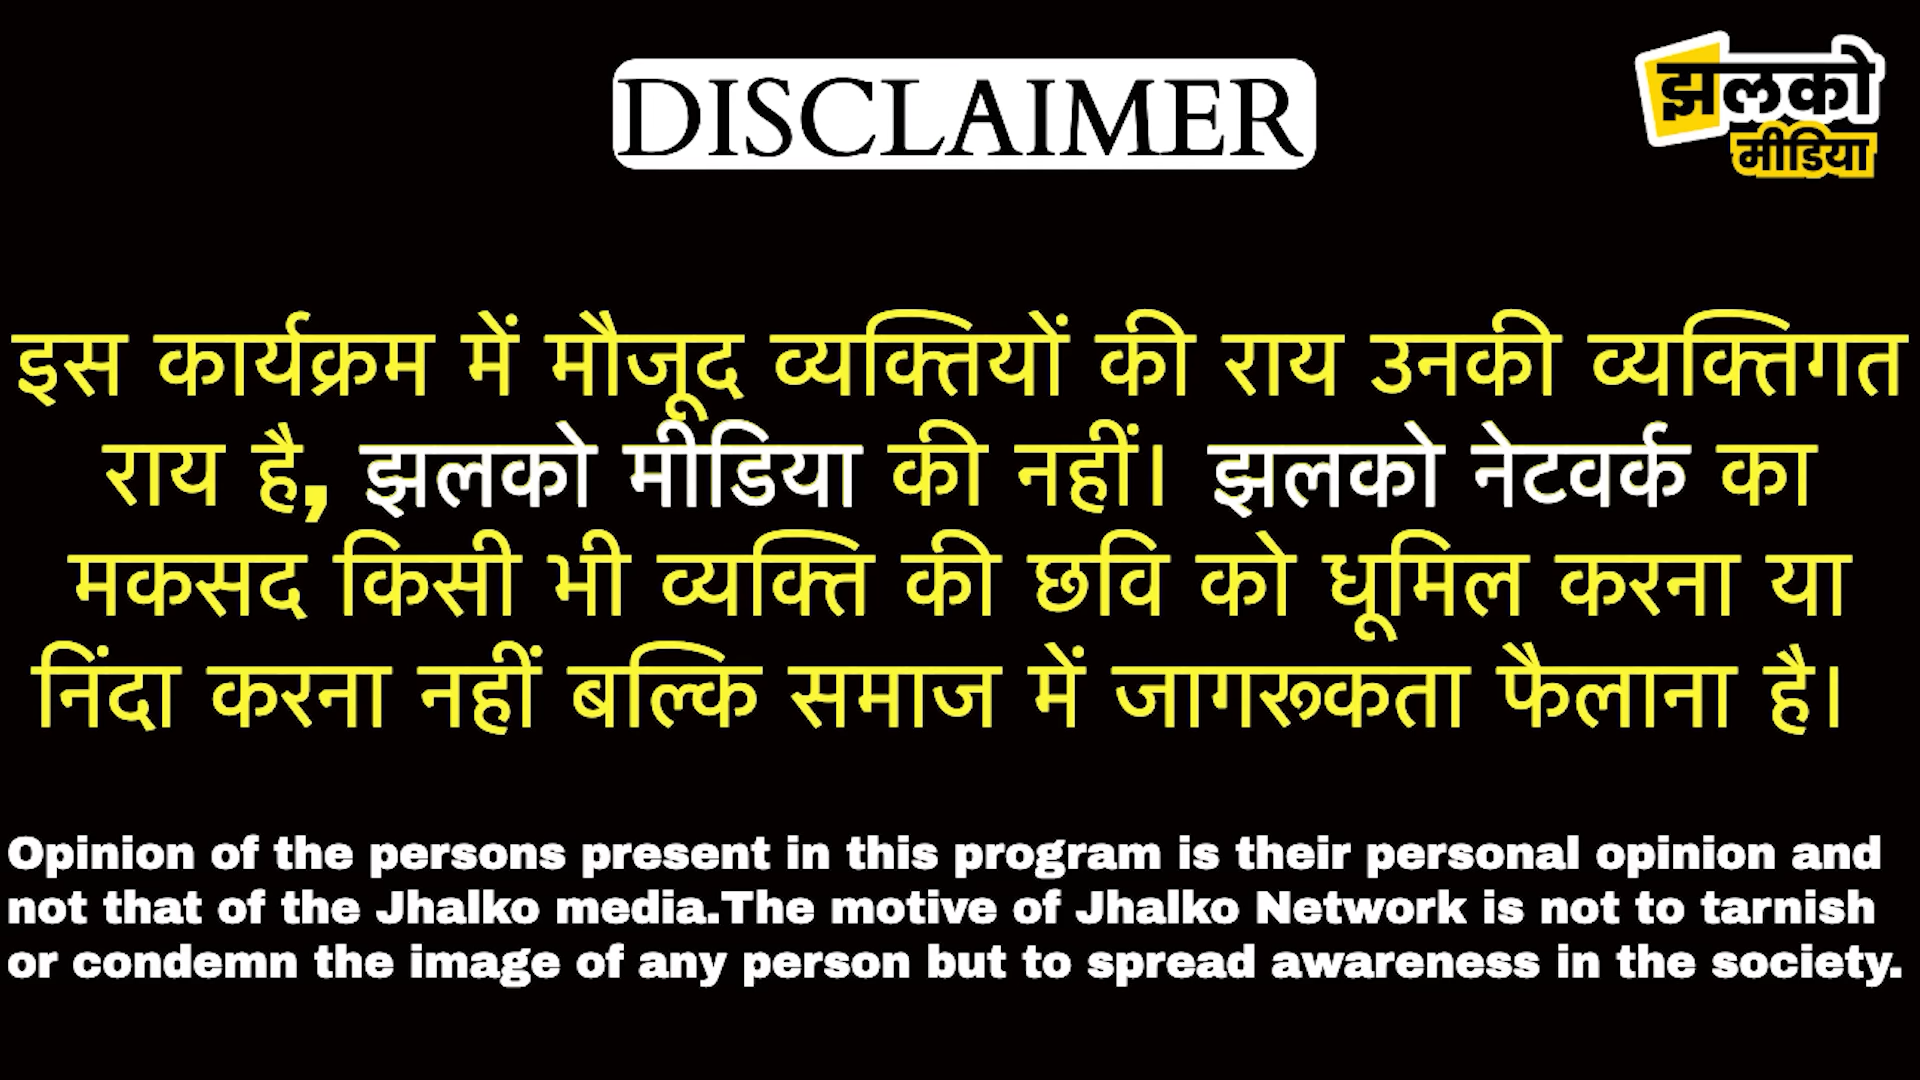 DISCLAIMER
झलको
मीडिया
इस कार्यक्रम में मौजूद व्यक्तियों की राय उनकी व्यक्तिगत
राय है, झलको मीडिया की नहीं। झलको नेटवर्क का
मकसद किसी भी व्यक्ति की छवि को धूमिल करना या
निंदा करना नहीं बल्कि समाज में जागरूकता फैलाना है।
Opinion of the persons present in this program is their personal opinion and
not that of the Jhalko media.The motive of Jhalko Network is not to tarnish
or condemn the image of any person but to spread awareness in the society.